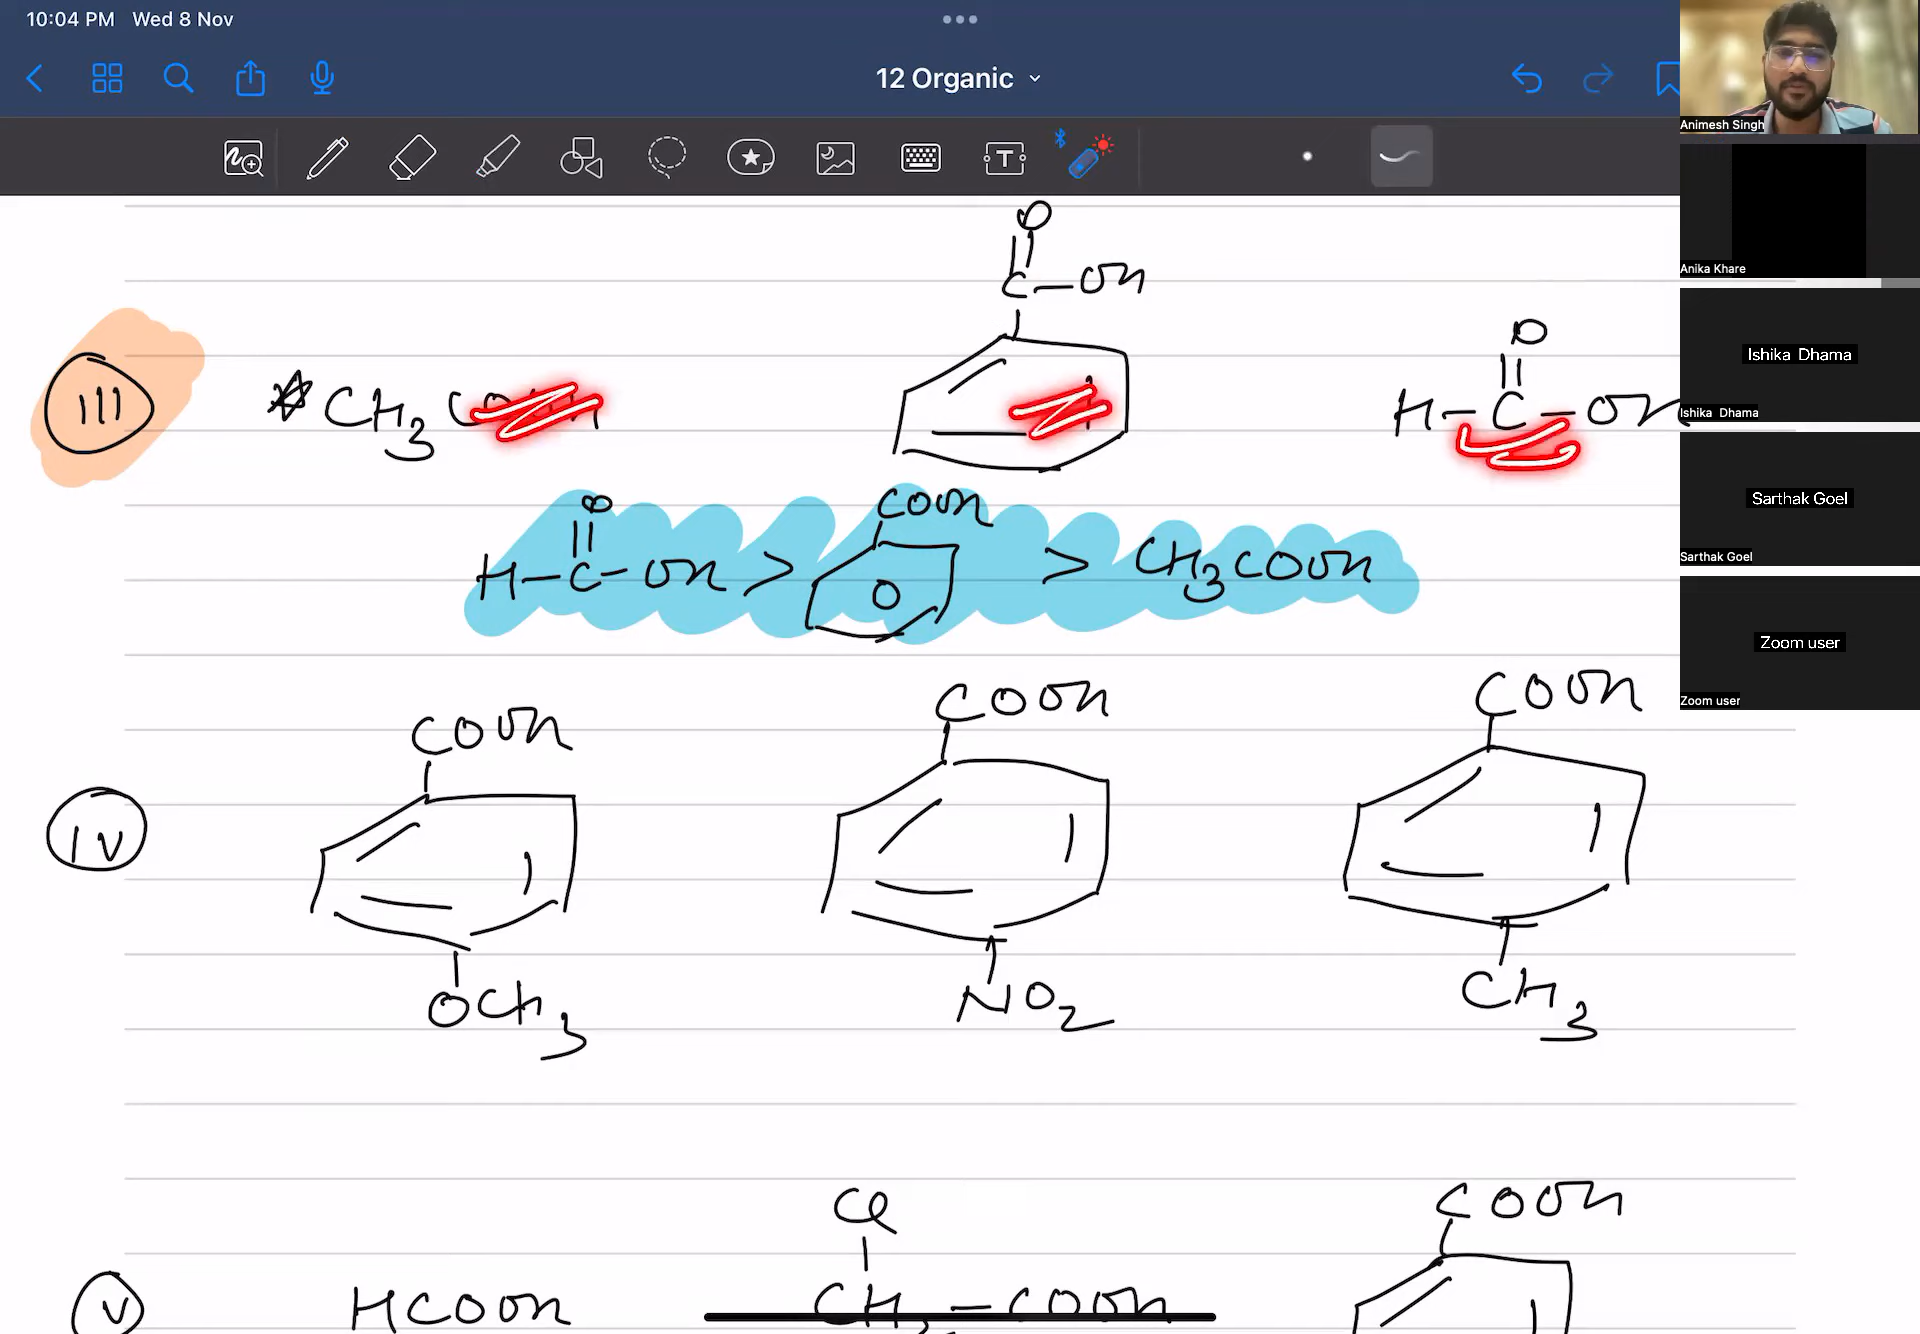 10:04 PM Wed 8 Nov
12 Organic
T
Animesh Singh
Anika Khare
Ishika Dhama
Ishika Dhama
Sarthak Goel
Sarthak Goel
Zoom user
Zoom user
O
C-OH
III
CH3
H-C-OH
O
H-C-OH > COOH > CH3COOH
O
O
IV
COOH
OCH3
COOH
NO2
COOH
CH3
V
HCOOH
Cl
CH2-COOH
COOH